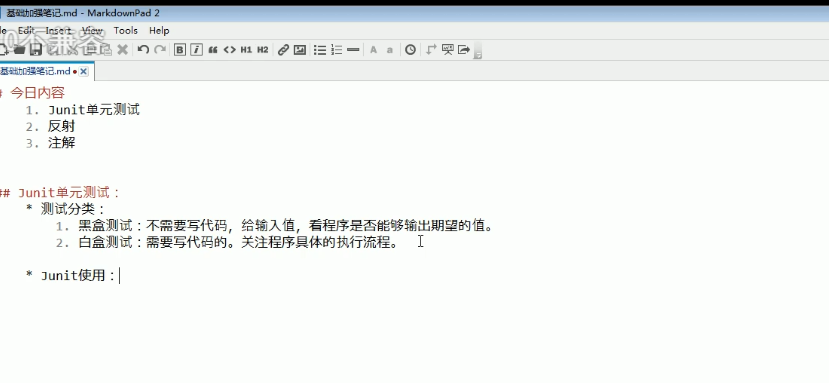 基础加强笔记.md - MarkdownPad 2
Edit Insert View Tools Help
@不兼容
B i H1 H2 A a
基础加强笔记.md
# 今日内容
1. Junit单元测试
2. 反射
3. 注解
## Junit单元测试：
* 测试分类：
1. 黑盒测试：不需要写代码，给输入值，看程序是否能够输出期望的值。
2. 白盒测试：需要写代码的。关注程序具体的执行流程。
* Junit使用：